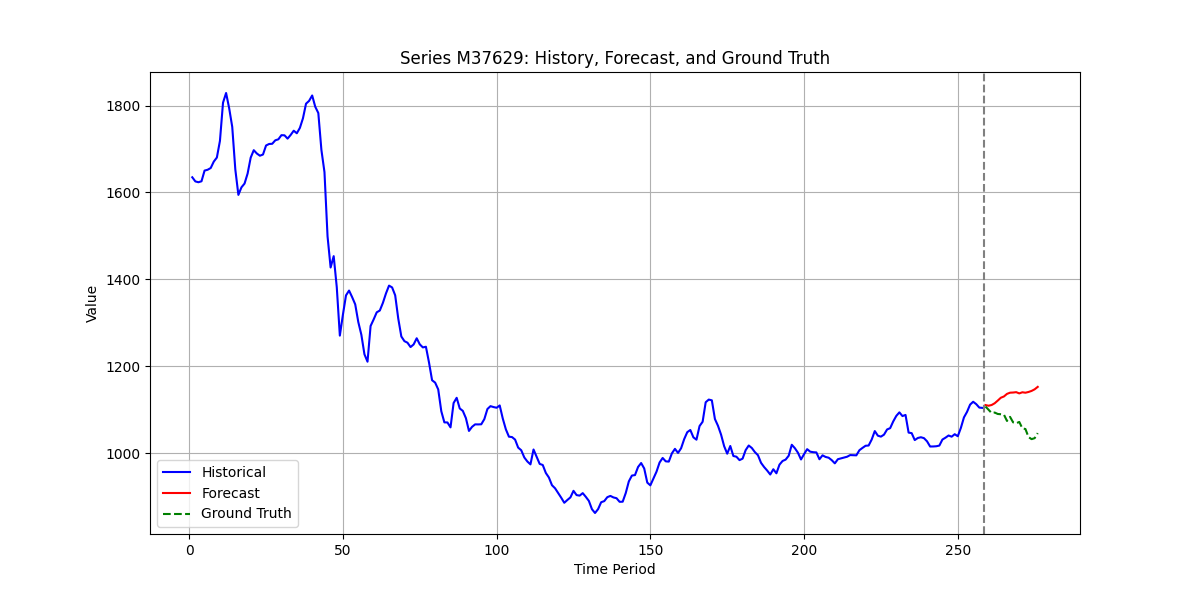 Series M37629: History, Forecast, and Ground Truth
Value
1800
1600
1400
1200
1000
Historical
Forecast
Ground Truth
0 50 100 150 200 250
Time Period